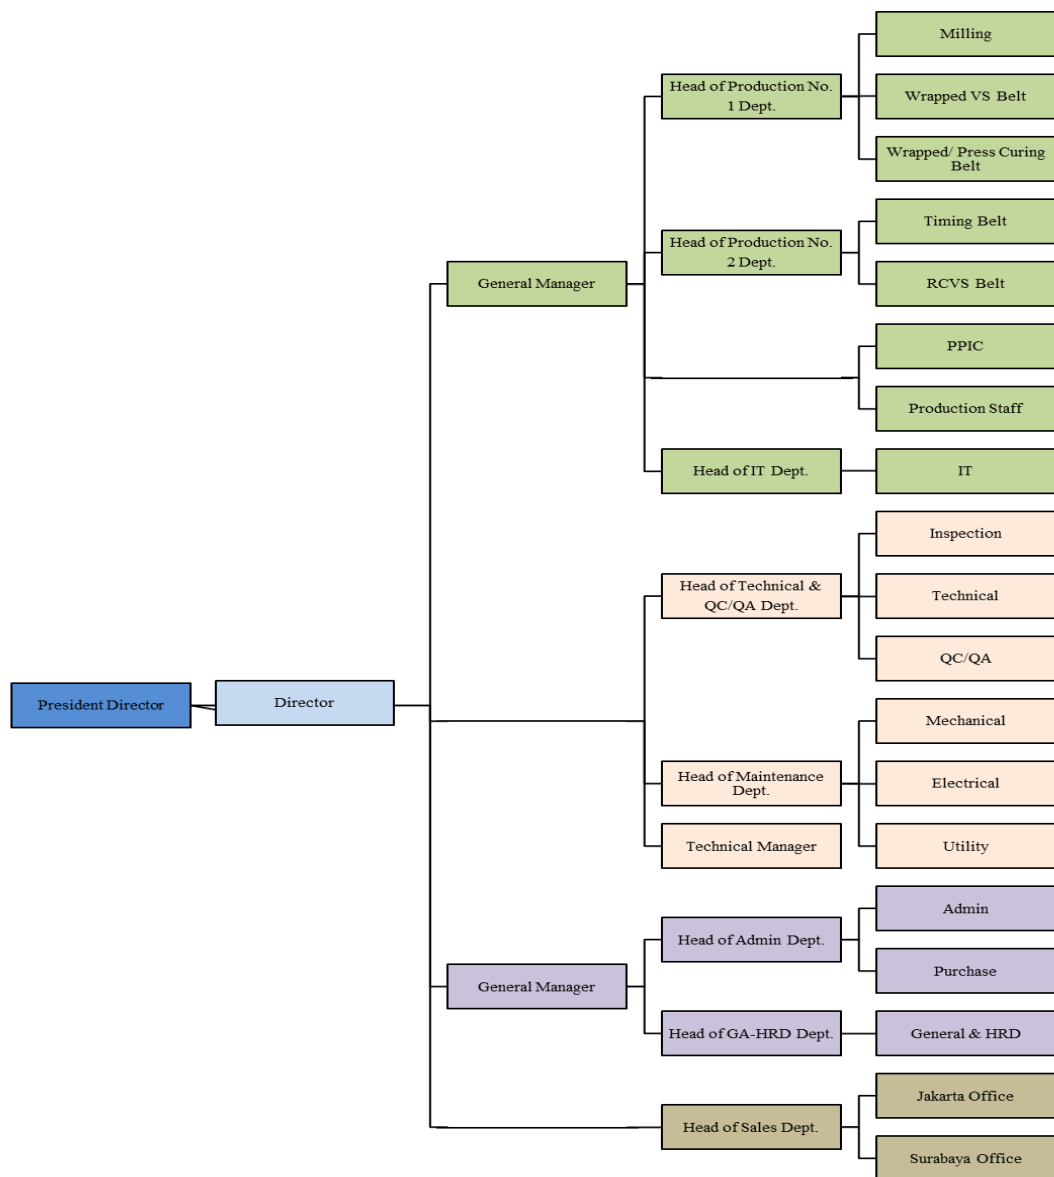 Milling
Head of Production No.
1 Dept.
Wrapped VS Belt
Wrapped/ Press Curing
Belt
Timing Belt
Head of Production No.
2 Dept.
General Manager
RCVS Belt
PPIC
Production Staff
Head of IT Dept.
IT
Inspection
Head of Technical &
QC/QA Dept.
Technical
QC/QA
President Director
Director
Mechanical
Head of Maintenance
Dept.
Electrical
Technical Manager
Utility
Admin
Head of Admin Dept.
General Manager
Purchase
Head of GA-HRD Dept.
General & HRD
Jakarta Office
Head of Sales Dept.
Surabaya Office